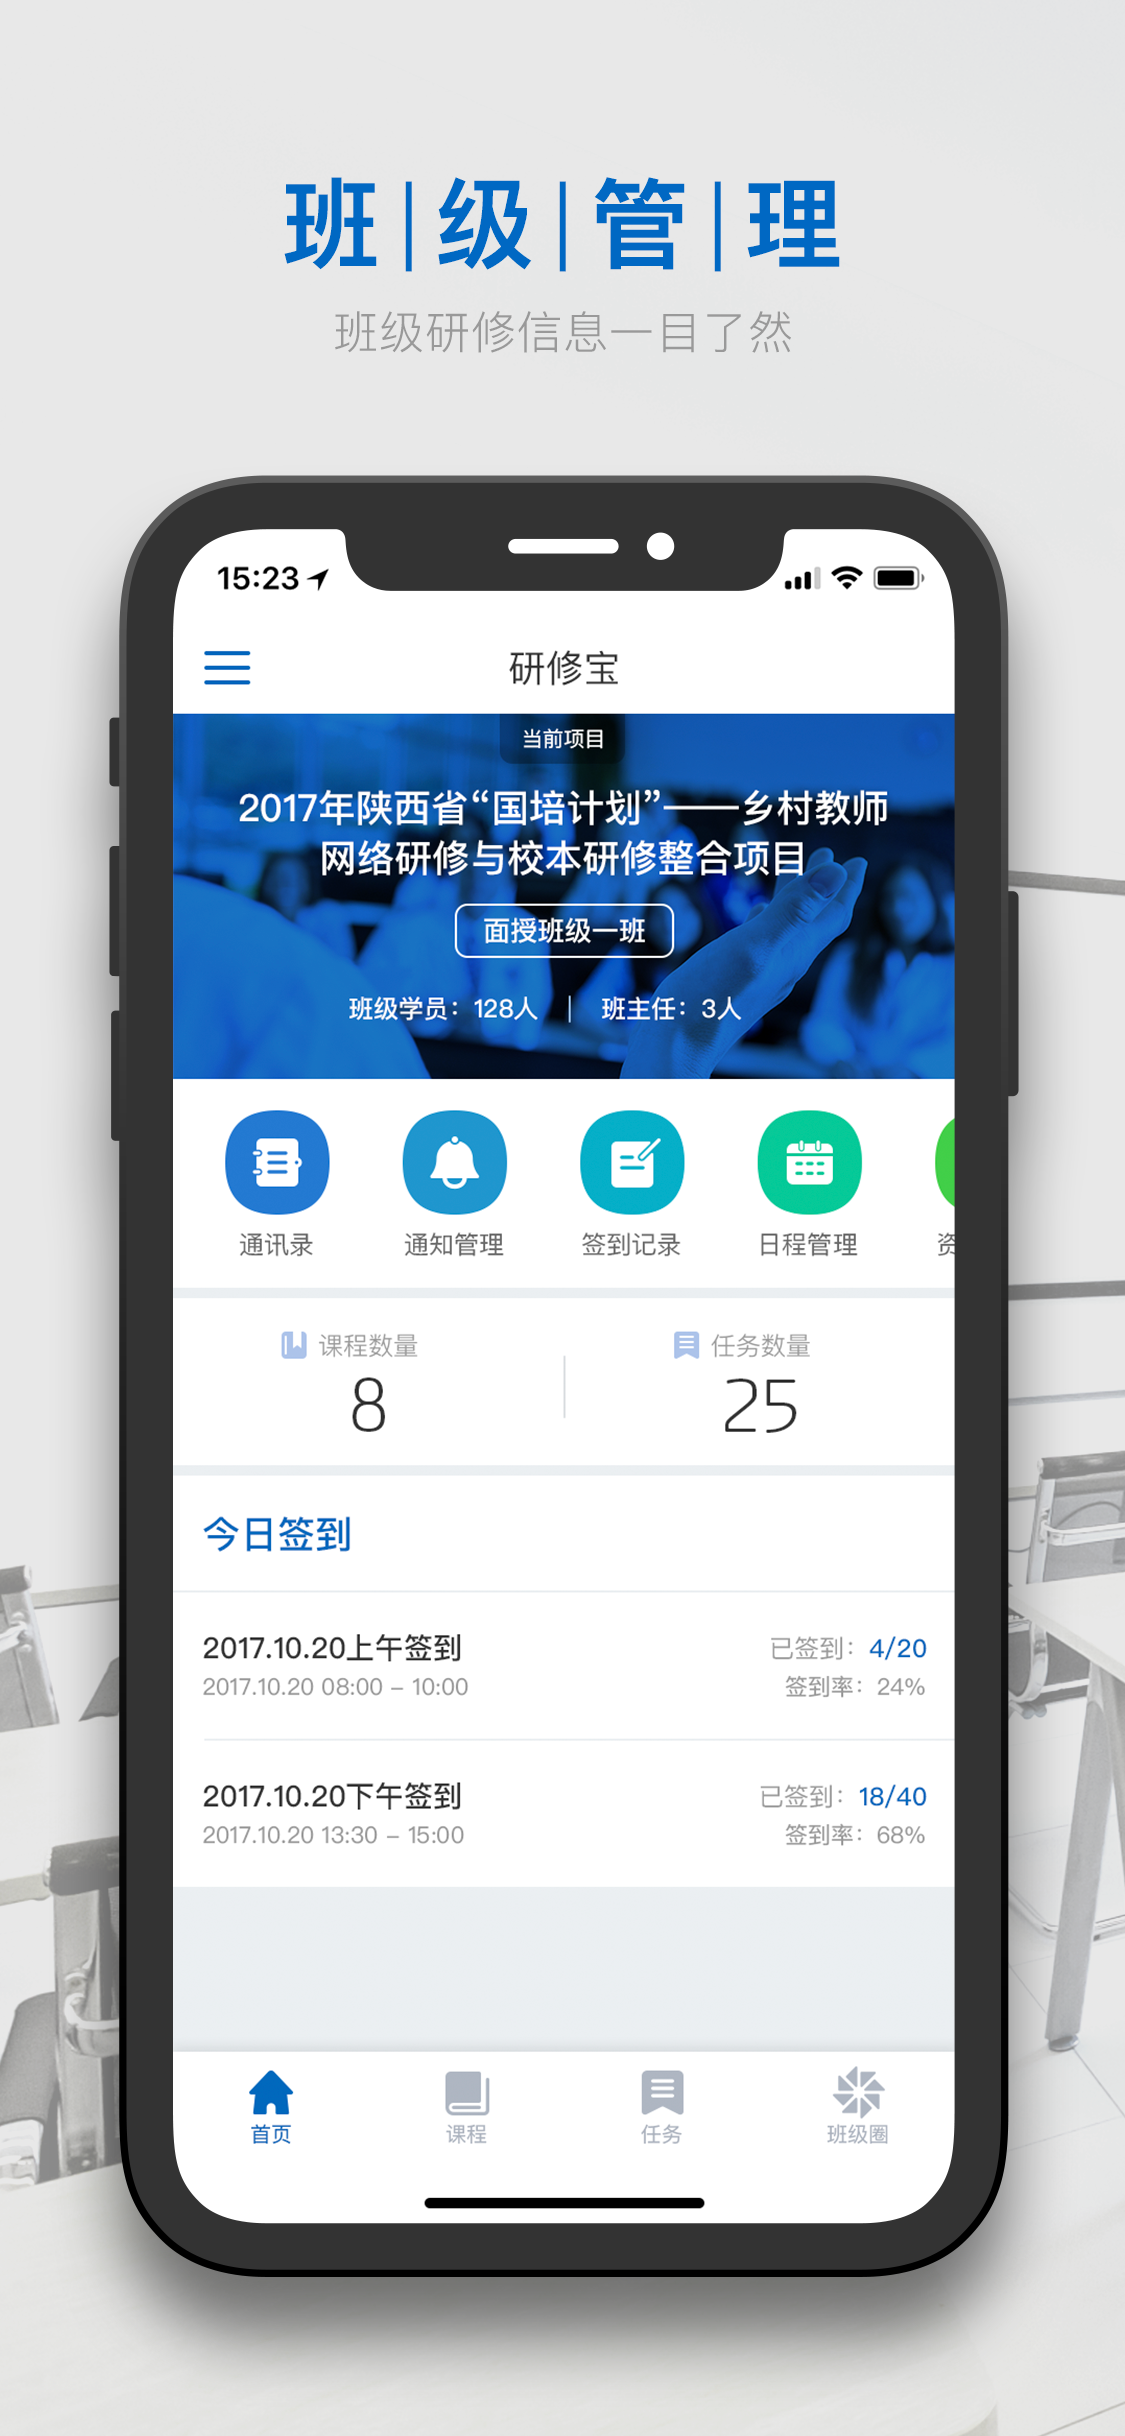 班级管理
班级研修信息一目了然
15:23
研修宝
当前项目
2017年陕西省“国培计划”——乡村教师
网络研修与校本研修整合项目
面授班级一班
班级学员：128人 | 班主任：3人
通讯录 通知管理 签到记录 日程管理 资
课程数量 任务数量
8 25
今日签到
2017.10.20上午签到 已签到：4/20
2017.10.20 08:00 – 10:00 签到率：24%
2017.10.20下午签到 已签到：18/40
2017.10.20 13:30 – 15:00 签到率：68%
首页 课程 任务 班级圈